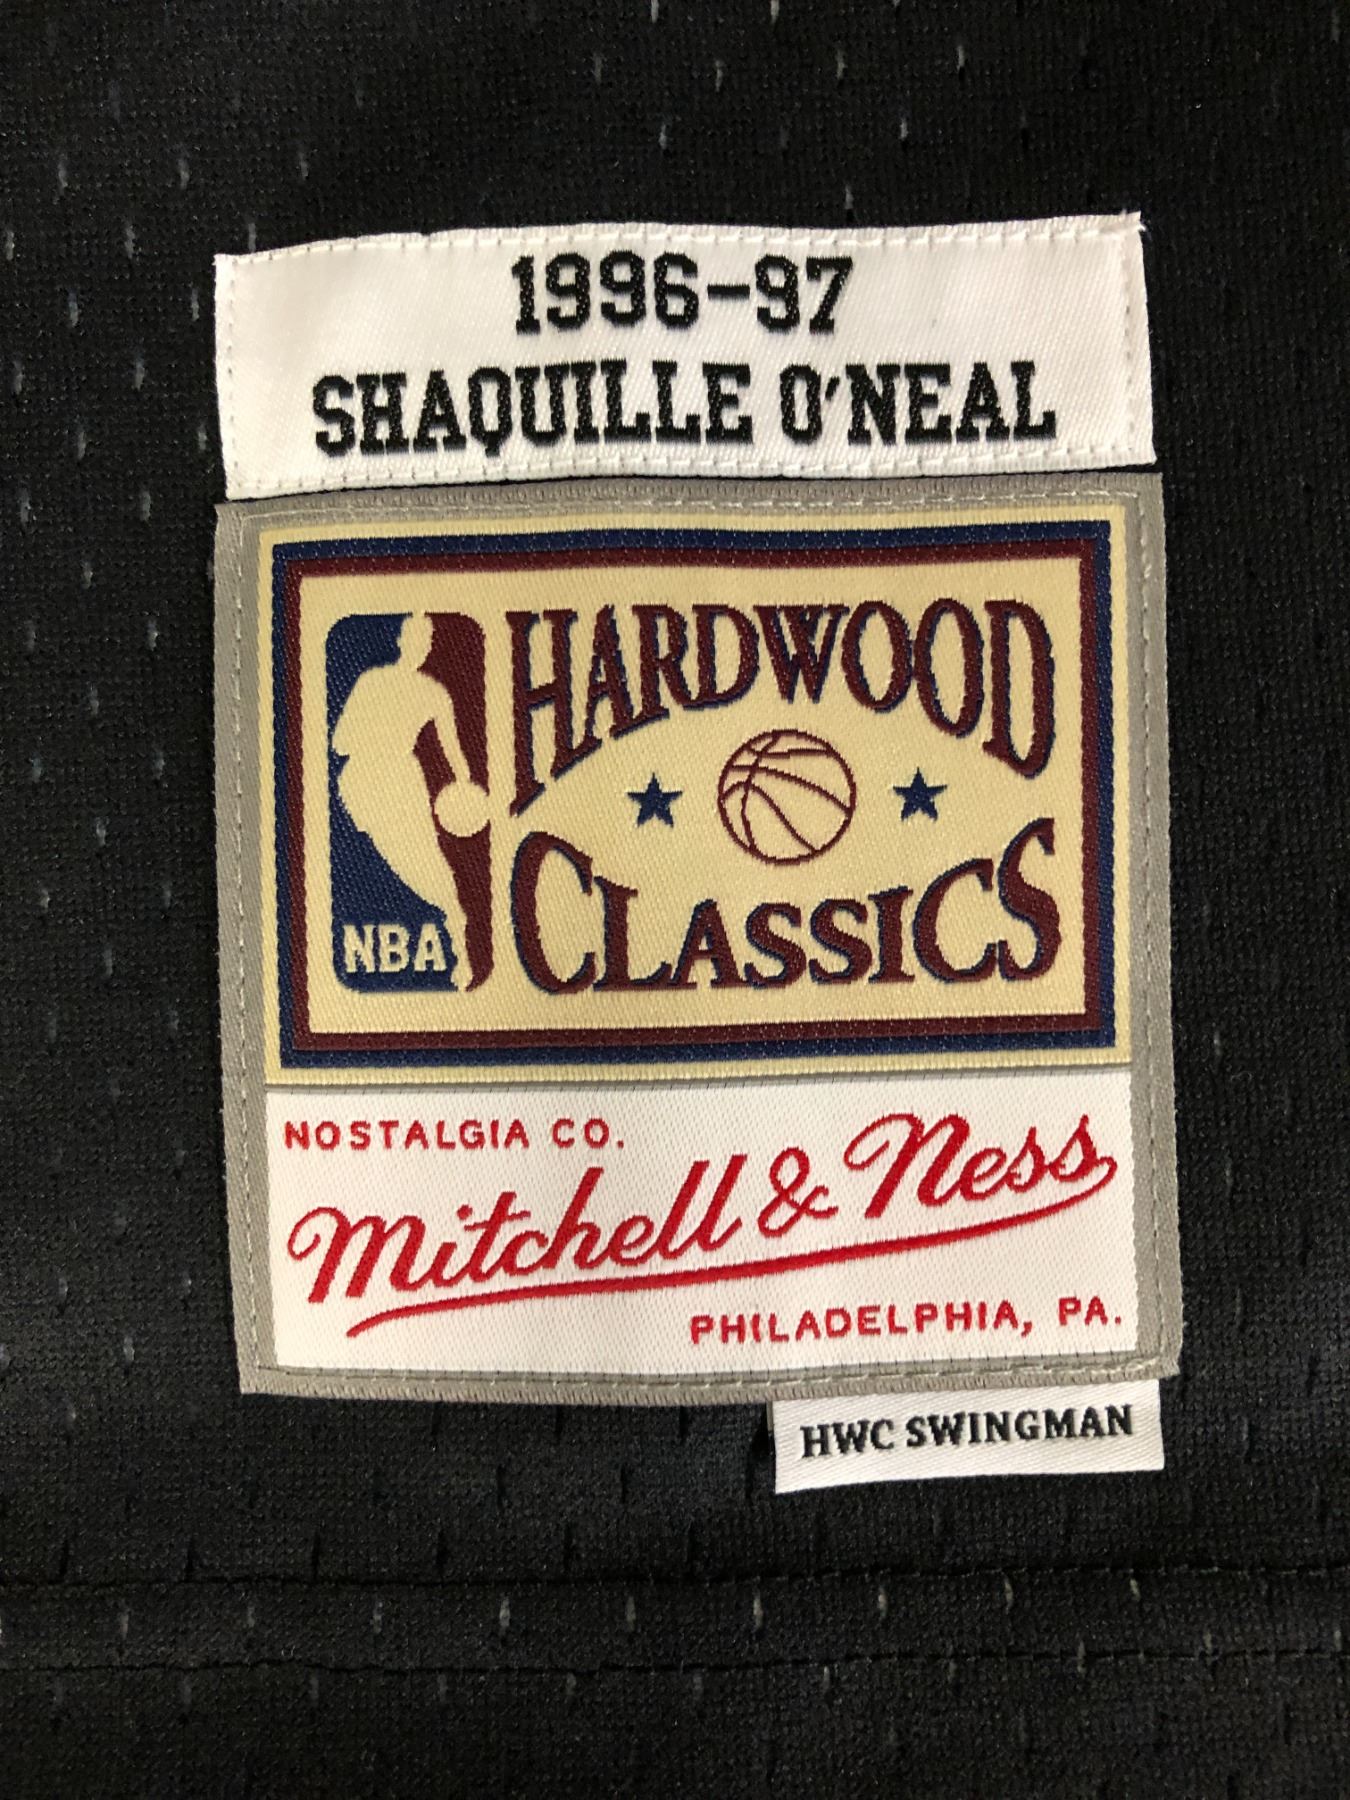 1996-97
SHAQUILLE O'NEAL
HARDWOOD
CLASSICS
NBA
NOSTALGIA CO.
Mitchell & Ness
PHILADELPHIA, PA.
HWC SWINGMAN